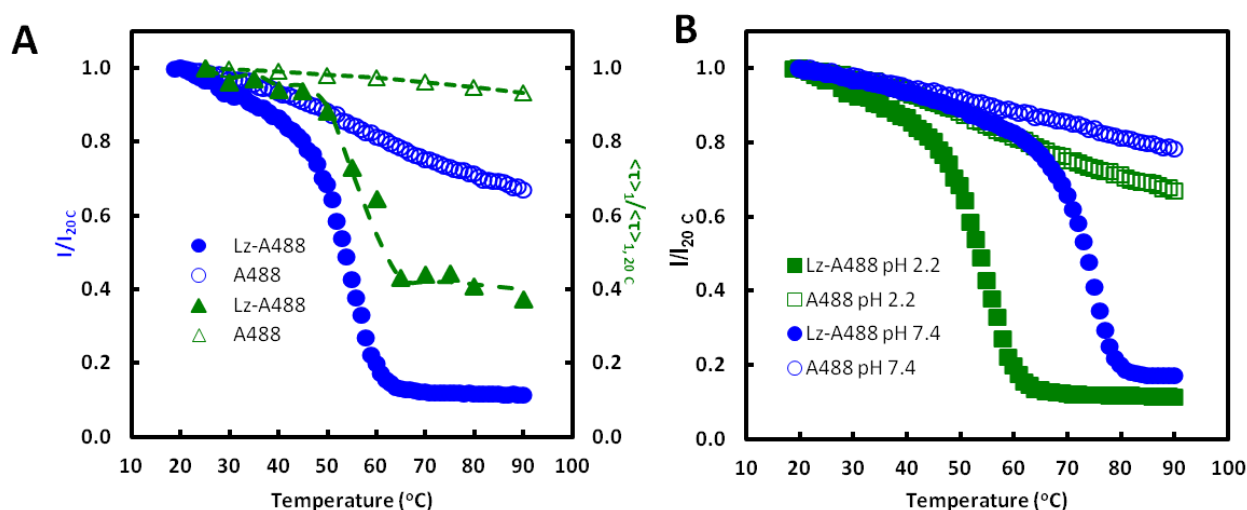 A
I/I20 C
1.0
0.8
0.6
0.4
0.2
0.0
Lz-A488
A488
Lz-A488
A488
1.0
0.8
0.6
0.4
0.2
0.0
<τ>1/<τ>1,20 C
10 20 30 40 50 60 70 80 90 100
Temperature (°C)
B
I/I20 C
1.0
0.8
0.6
0.4
0.2
0.0
Lz-A488 pH 2.2
A488 pH 2.2
Lz-A488 pH 7.4
A488 pH 7.4
10 20 30 40 50 60 70 80 90 100
Temperature (°C)